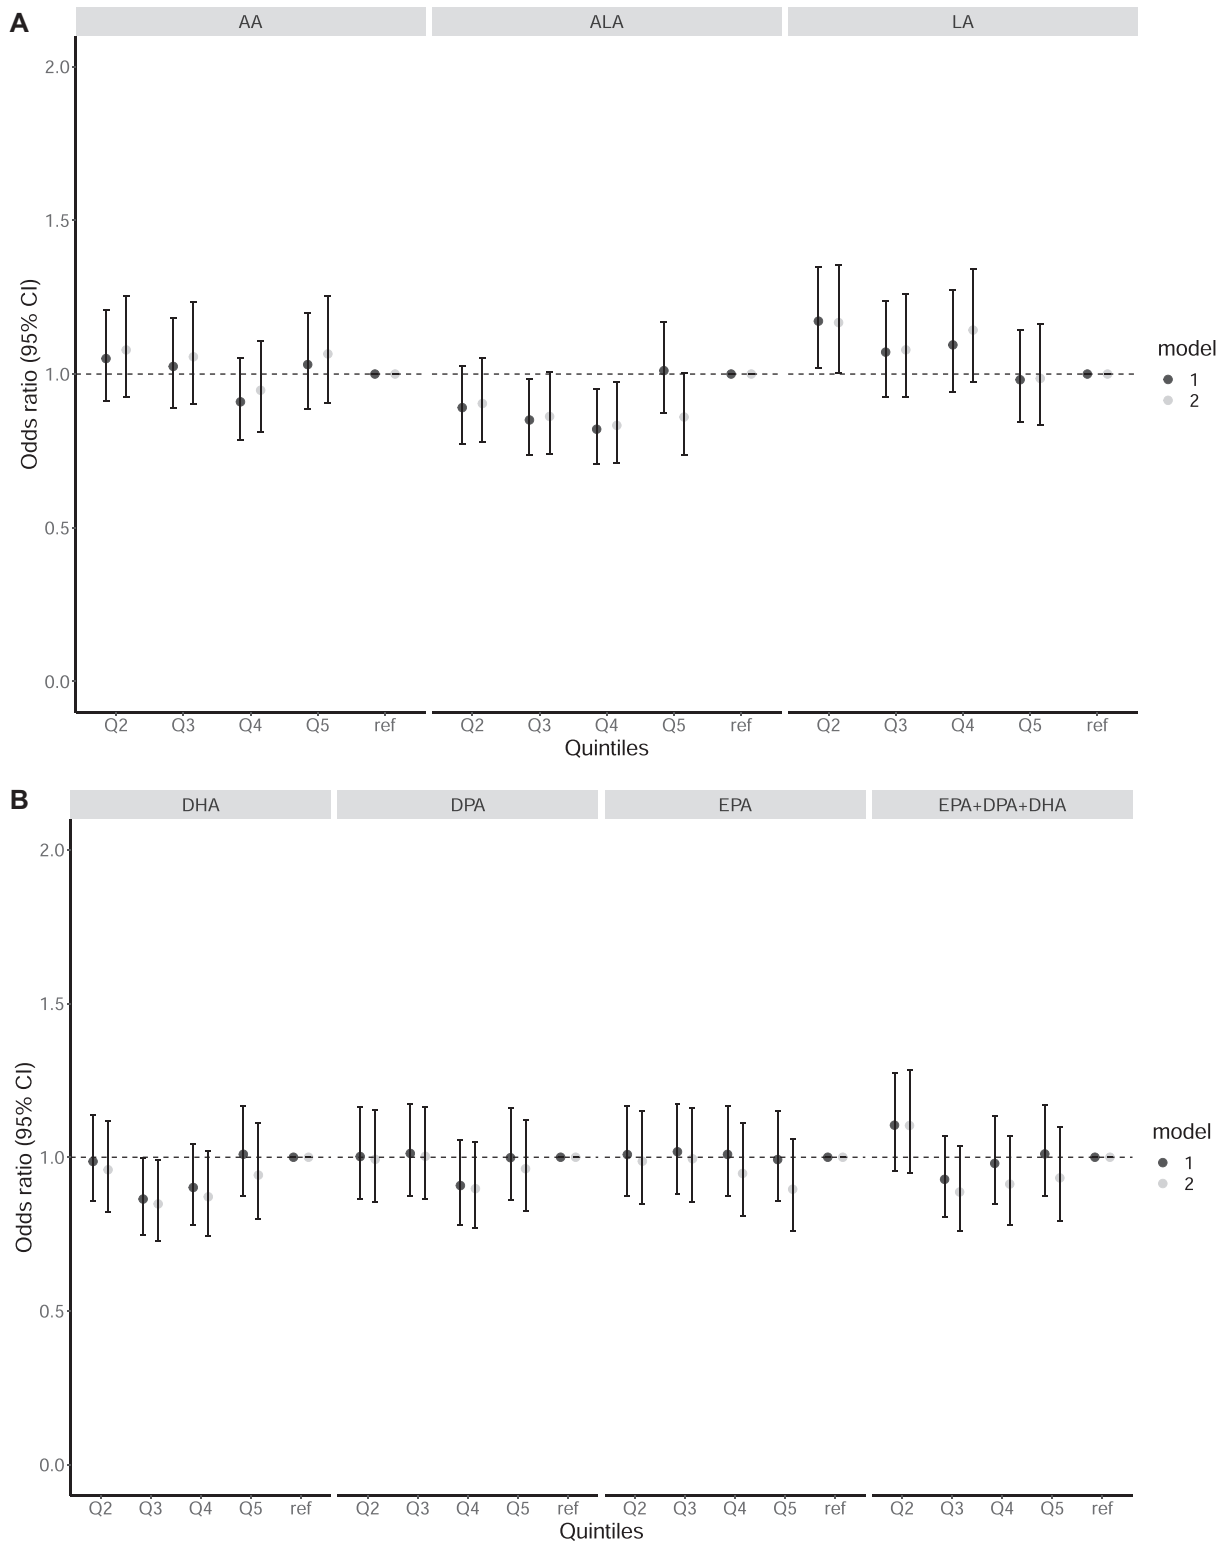 A
AA ALA LA
2.0
1.5
1.0
0.5
0.0
Odds ratio (95% CI)
Q2 Q3 Q4 Q5 ref Q2 Q3 Q4 Q5 ref Q2 Q3 Q4 Q5 ref
Quintiles
model
1
2
B
DHA DPA EPA EPA+DPA+DHA
2.0
1.5
1.0
0.5
0.0
Odds ratio (95% CI)
Q2 Q3 Q4 Q5 ref Q2 Q3 Q4 Q5 ref Q2 Q3 Q4 Q5 ref Q2 Q3 Q4 Q5 ref
Quintiles
model
1
2